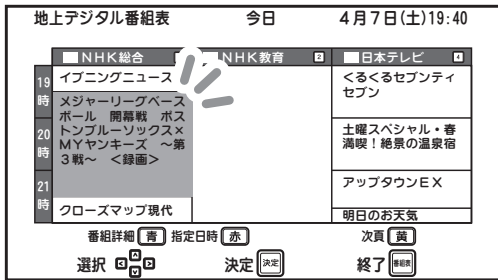 地上デジタル番組表 今日 4月7日(土)19:40
NHK総合 NHK教育 2 日本テレビ 4
19時
イブニングニュース
メジャーリーグベース
ボール 開幕戦 ボス
トンブルーソックス×
MYヤンキーズ ～第
3戦～ <録画>
クローズマップ現代
20時
21時
くるくるセブンティ
セブン
土曜スペシャル・春
満喫！絶景の温泉宿
アップタウンEX
明日のお天気
番組詳細 青 指定日時 赤 次頁 黄
選択 決定 決定 終了 番組表